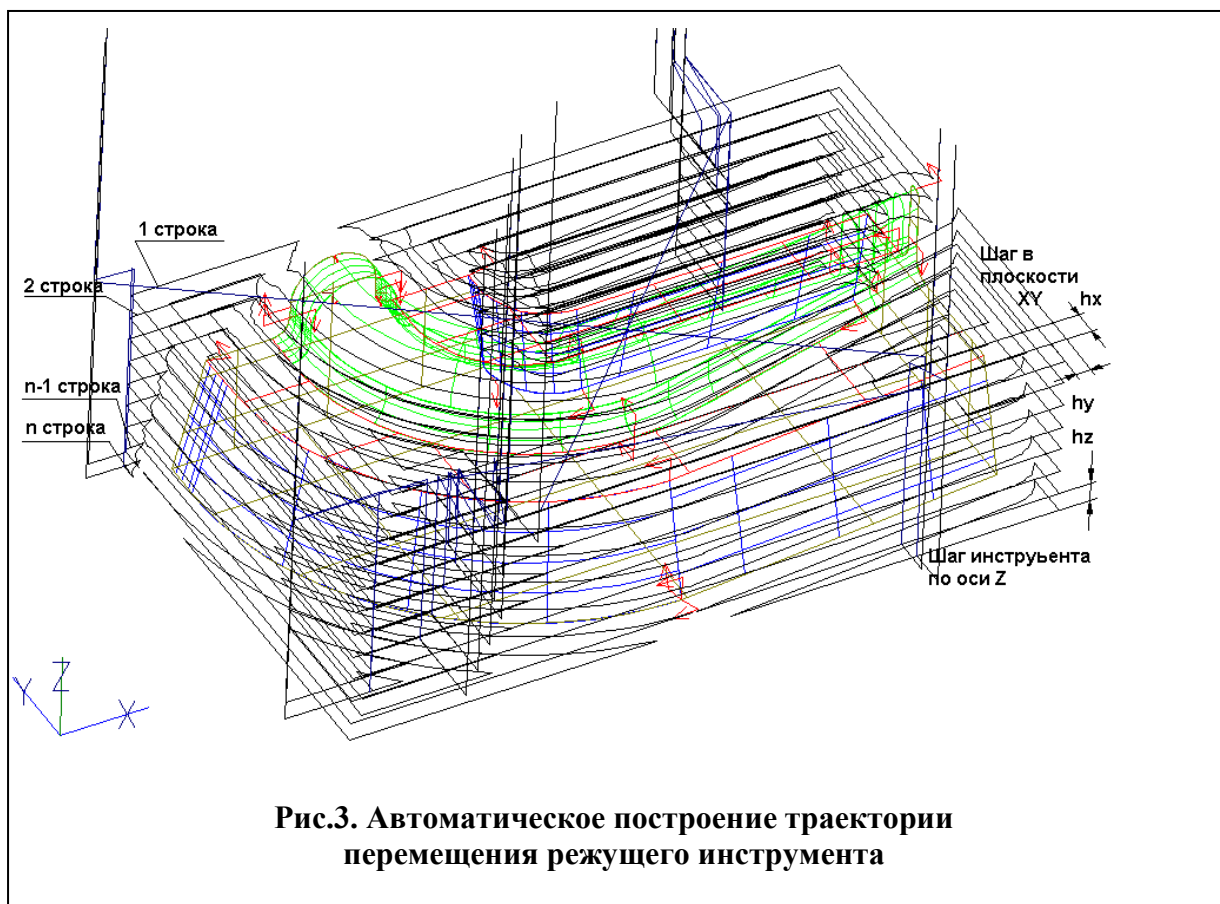 1 строка
2 строка
n-1 строка
n строка
Шаг в
плоскости
XY
hx
hy
hz
Шаг инструьента
по оси Z
Y
Z
X
Рис.3. Автоматическое построение траектории
перемещения режущего инструмента